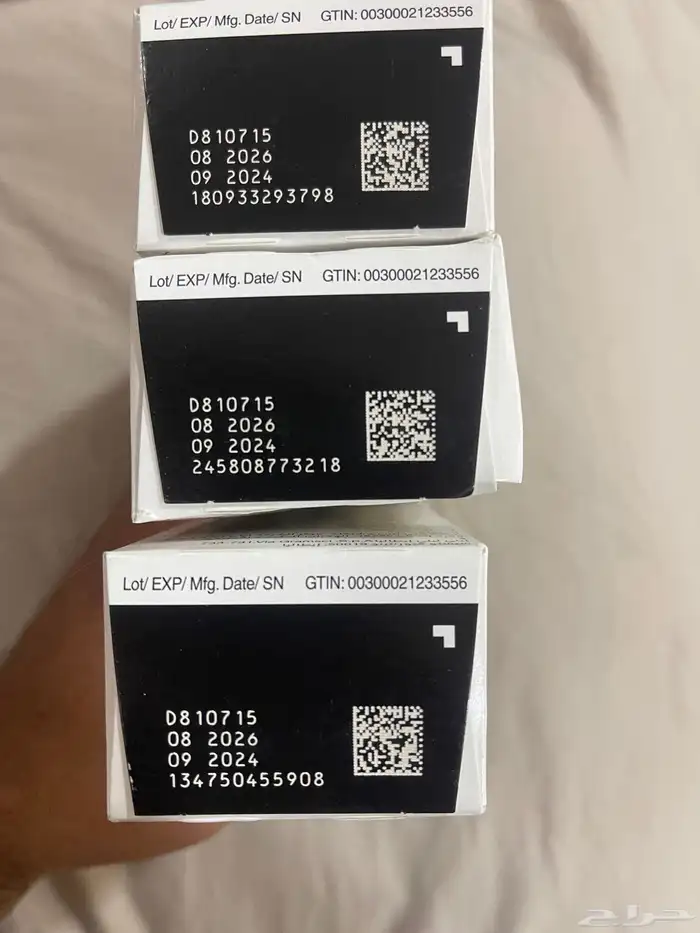 Lot/ EXP/ Mfg. Date/ SN GTIN: 00300021233556
D810715
08 2026
09 2024
180933293798
Lot/ EXP/ Mfg. Date/ SN GTIN: 00300021233556
D810715
08 2026
09 2024
245808773218
Lot/ EXP/ Mfg. Date/ SN GTIN: 00300021233556
D810715
08 2026
09 2024
134750455908
حراج